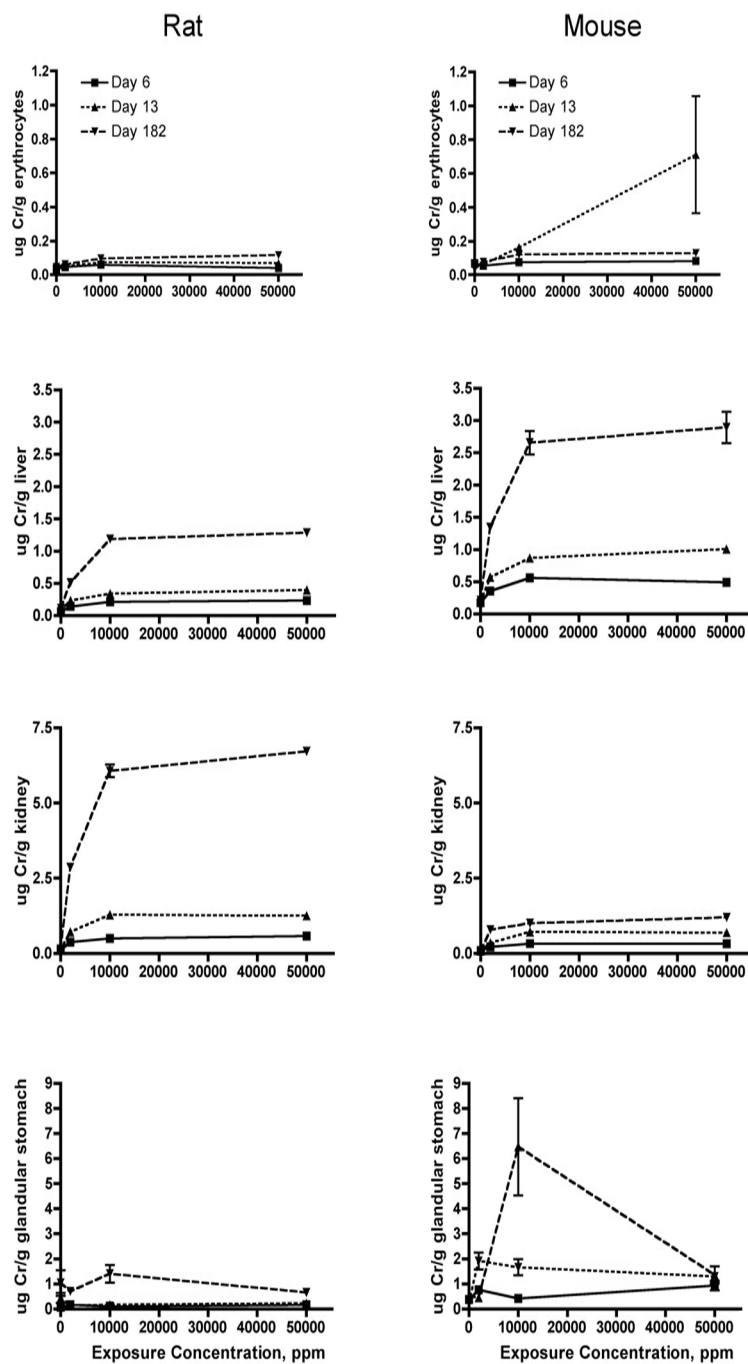 Rat
Mouse
ug Cr/g erythrocytes
1.2
1.0
0.8
0.6
0.4
0.2
0.0
Day 6
Day 13
Day 182
0 10000 20000 30000 40000 50000
ug Cr/g erythrocytes
1.2
1.0
0.8
0.6
0.4
0.2
0.0
Day 6
Day 13
Day 182
0 10000 20000 30000 40000 50000
ug Cr/g liver
3.5
3.0
2.5
2.0
1.5
1.0
0.5
0.0
0 10000 20000 30000 40000 50000
ug Cr/g liver
3.5
3.0
2.5
2.0
1.5
1.0
0.5
0.0
0 10000 20000 30000 40000 50000
ug Cr/g kidney
7.5
5.0
2.5
0.0
0 10000 20000 30000 40000 50000
ug Cr/g kidney
7.5
5.0
2.5
0.0
0 10000 20000 30000 40000 50000
ug Cr/g glandular stomach
9
8
7
6
5
4
3
2
1
0
0 10000 20000 30000 40000 50000
Exposure Concentration, ppm
ug Cr/g glandular stomach
9
8
7
6
5
4
3
2
1
0
0 10000 20000 30000 40000 50000
Exposure Concentration, ppm